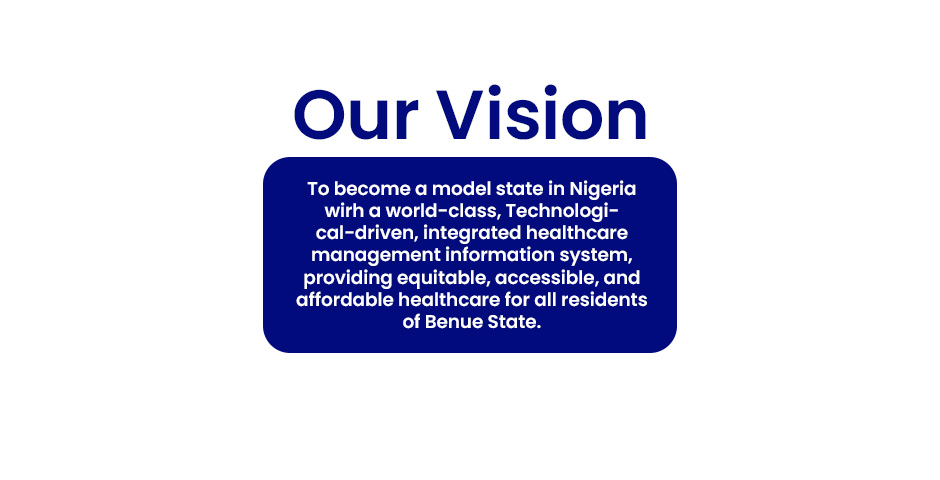 Our Vision
To become a model state in Nigeria
wirh a world-class, Technologi-
cal-driven, integrated healthcare
management information system,
providing equitable, accessible, and
affordable healthcare for all residents
of Benue State.